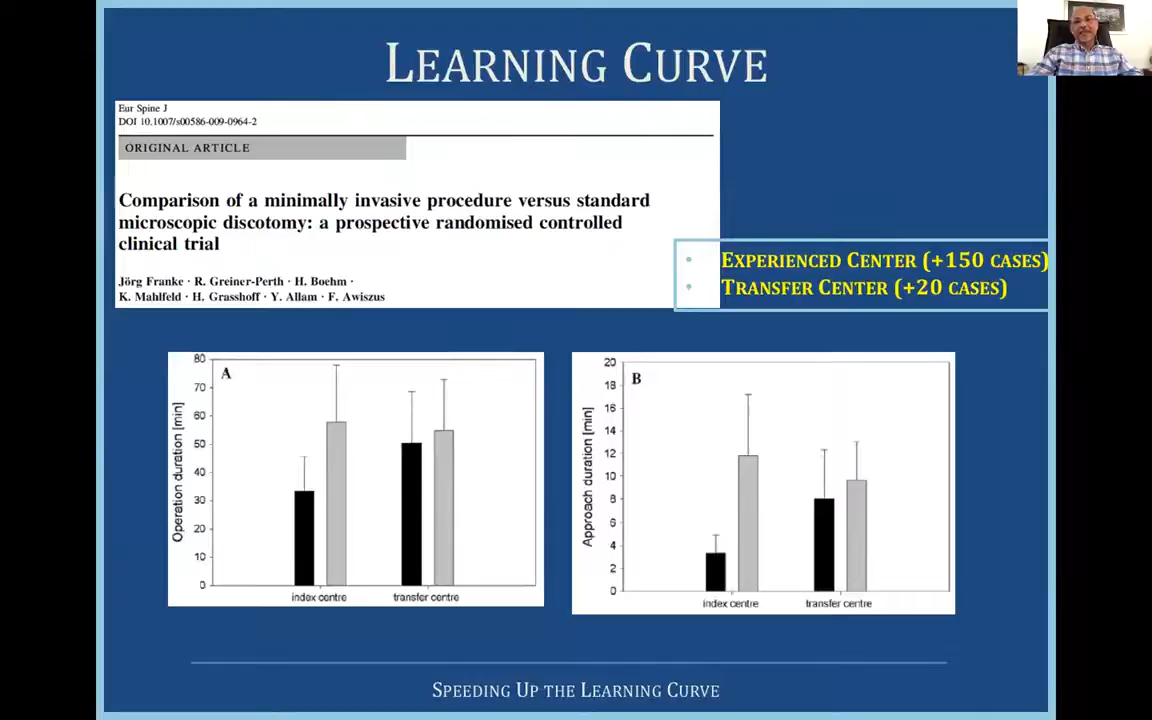 LEARNING CURVE
Eur Spine J
DOI 10.1007/s00586-009-0964-2
ORIGINAL ARTICLE
Comparison of a minimally invasive procedure versus standard
microscopic discotomy: a prospective randomised controlled
clinical trial
Jörg Franke · R. Greiner-Perth · H. Boehm ·
K. Mahlfeld · H. Grasshoff · Y. Allam · F. Awiszus
• EXPERIENCED CENTER (+150 CASES)
• TRANSFER CENTER (+20 CASES)
A
Operation duration [min]
80
70
60
50
40
30
20
10
0
index centre transfer centre
B
Approach duration [min]
20
18
16
14
12
10
8
6
4
2
0
index centre transfer centre
SPEEDING UP THE LEARNING CURVE